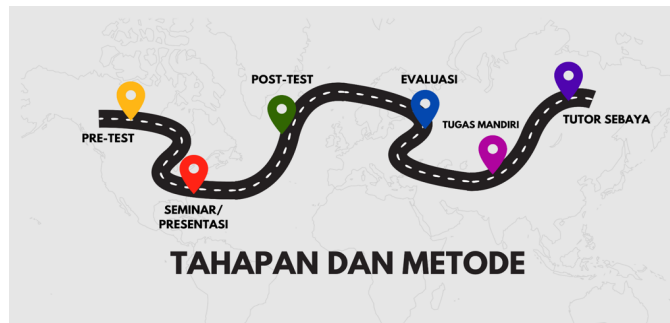 PRE-TEST
SEMINAR/
PRESENTASI
POST-TEST
EVALUASI
TUGAS MANDIRI
TUTOR SEBAYA
TAHAPAN DAN METODE